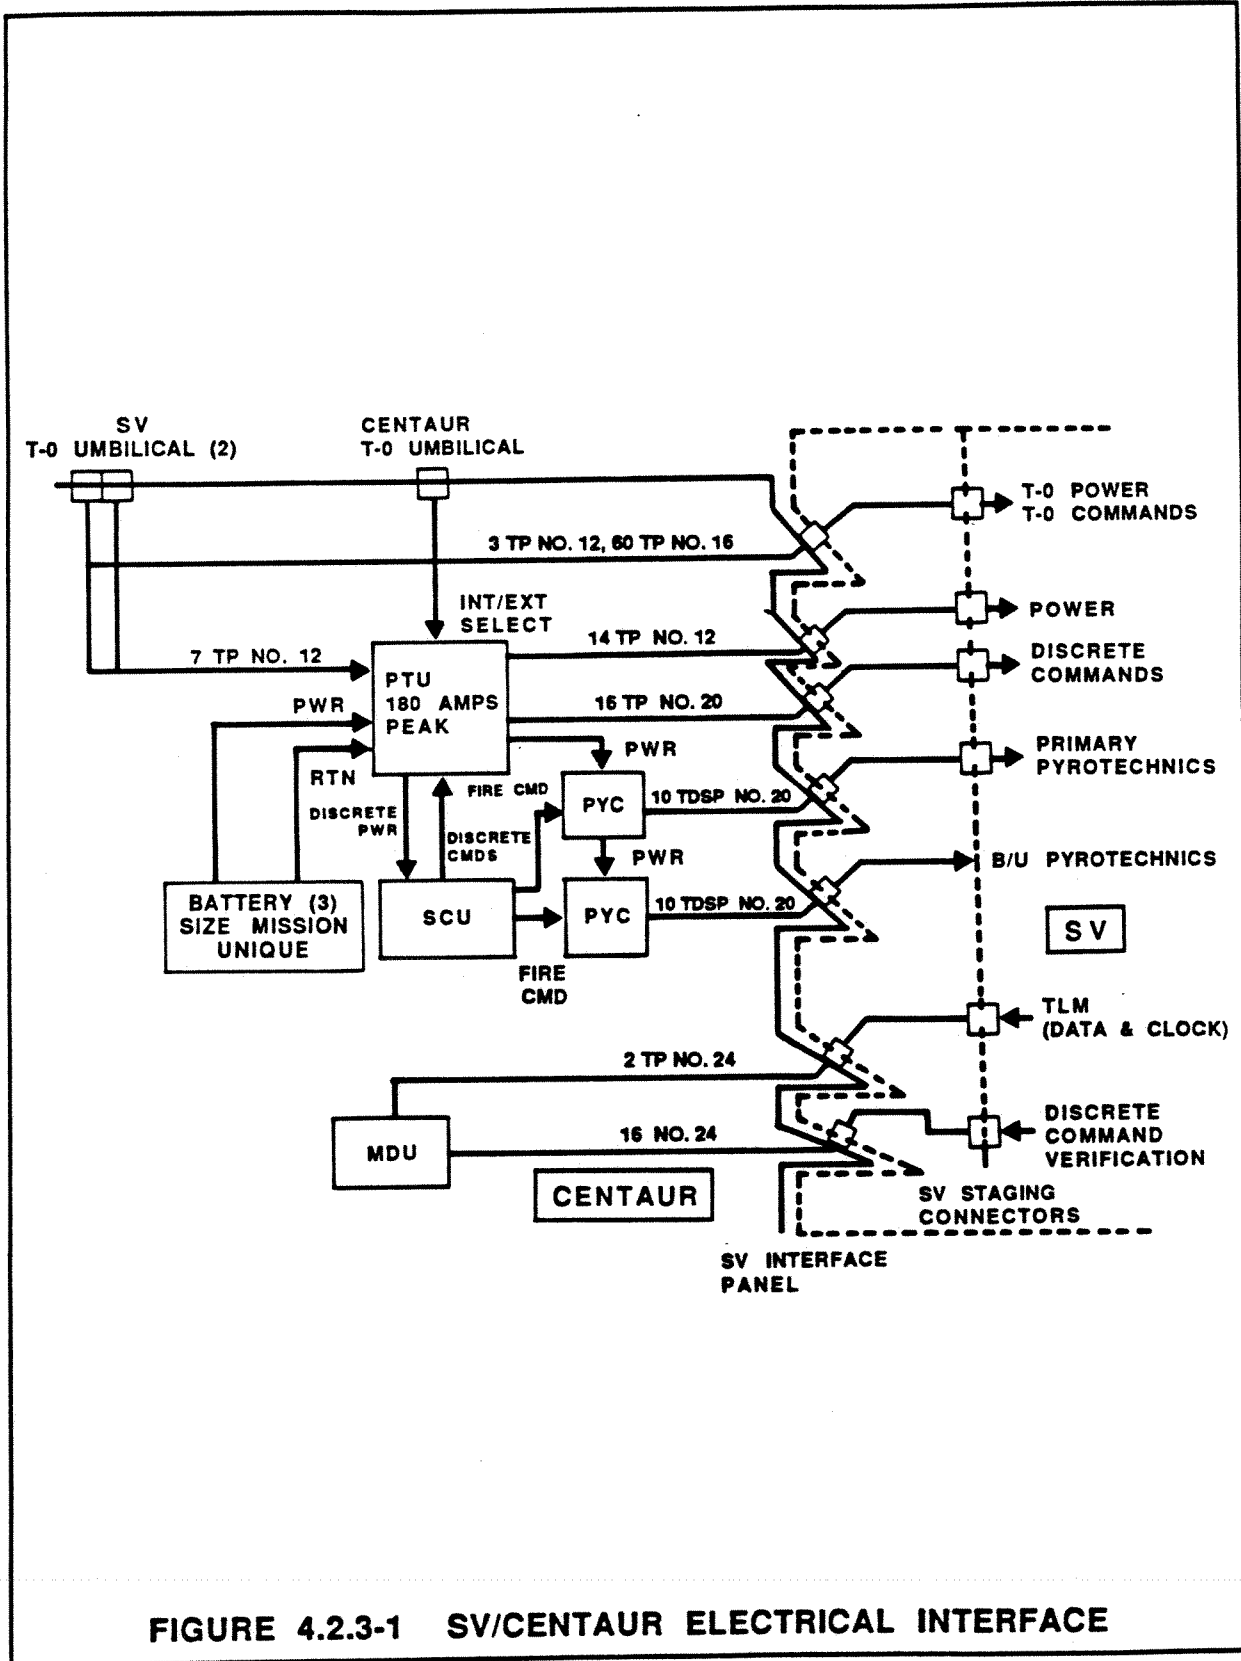 SV
T-0 UMBILICAL (2)
CENTAUR
T-0 UMBILICAL
T-0 POWER
T-0 COMMANDS
3 TP NO. 12, 60 TP NO. 16
INT/EXT
SELECT
14 TP NO. 12
POWER
7 TP NO. 12
PTU
180 AMPS
PEAK
DISCRETE
COMMANDS
PWR
16 TP NO. 20
RTN
PWR
PRIMARY
PYROTECHNICS
FIRE CMD
DISCRETE
PWR
DISCRETE
CMDS
PYC
10 TDSP NO. 20
PWR
B/U PYROTECHNICS
BATTERY (3)
SIZE MISSION
UNIQUE
SCU
PYC
10 TDSP NO. 20
SV
FIRE
CMD
TLM
(DATA & CLOCK)
2 TP NO. 24
MDU
16 NO. 24
DISCRETE
COMMAND
VERIFICATION
CENTAUR
SV STAGING
CONNECTORS
SV INTERFACE
PANEL
FIGURE 4.2.3-1 SV/CENTAUR ELECTRICAL INTERFACE